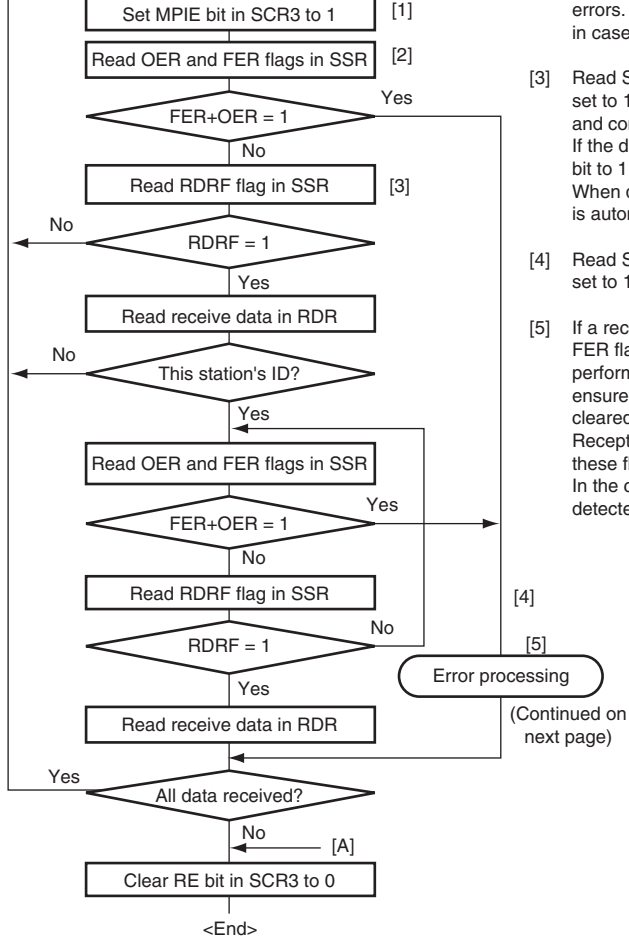 Set MPIE bit in SCR3 to 1
[1]
Read OER and FER flags in SSR
[2]
FER+OER = 1
Yes
No
Read RDRF flag in SSR
[3]
No
RDRF = 1
Yes
Read receive data in RDR
No
This station's ID?
Yes
Read OER and FER flags in SSR
Yes
FER+OER = 1
No
Read RDRF flag in SSR
[4]
No
RDRF = 1
[5]
Error processing
Yes
(Continued on
next page)
Read receive data in RDR
Yes
All data received?
No
[A]
Clear RE bit in SCR3 to 0
<End>
errors.
in case
[3] Read S
set to 1
and co
If the d
bit to 1
When
is auto
[4] Read S
set to 1
[5] If a rec
FER fla
perform
ensure
cleared
Recept
these f
In the
detecte